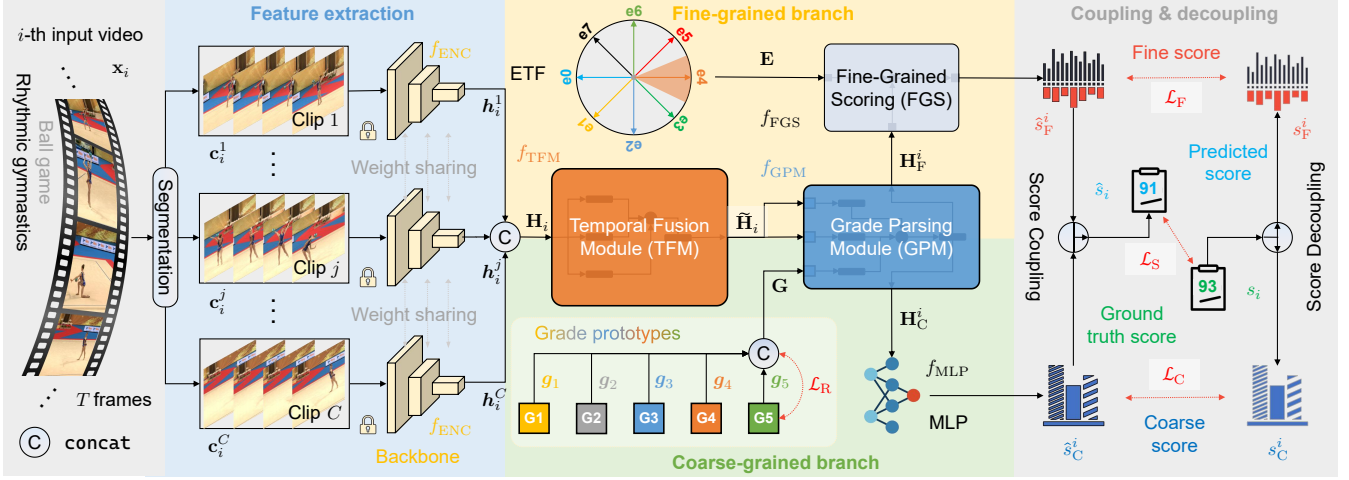 Feature extraction
Fine-grained branch
Coupling & decoupling
i-th input video
x_i
Rhythmic gymnastics
Ball game
T frames
C concat
Segmentation
Clip 1
c_i^1
Clip j
c_i^j
Clip C
c_i^C
f_ENC
Weight sharing
Weight sharing
f_ENC
Backbone
h_i^1
C
h_i^j
h_i^C
ETF
e6
e7
e5
e0
e4
e1
e3
e2
E
Fine-Grained
Scoring (FGS)
f_FGS
H_F^i
f_TFM
f_GPM
H_i
Temporal Fusion
Module (TFM)
H̃_i
Grade Parsing
Module (GPM)
G
H_C^i
Grade prototypes
C
g_1
g_2
g_3
g_4
g_5
ℒ_R
G1
G2
G3
G4
G5
f_MLP
MLP
Coarse-grained branch
Fine score
ℒ_F
ŝ_F^i
s_F^i
Predicted
score
ŝ_i
91
Score Coupling
ℒ_S
93
s_i
Score Decoupling
Ground
truth score
ℒ_C
Coarse
score
ŝ_C^i
s_C^i